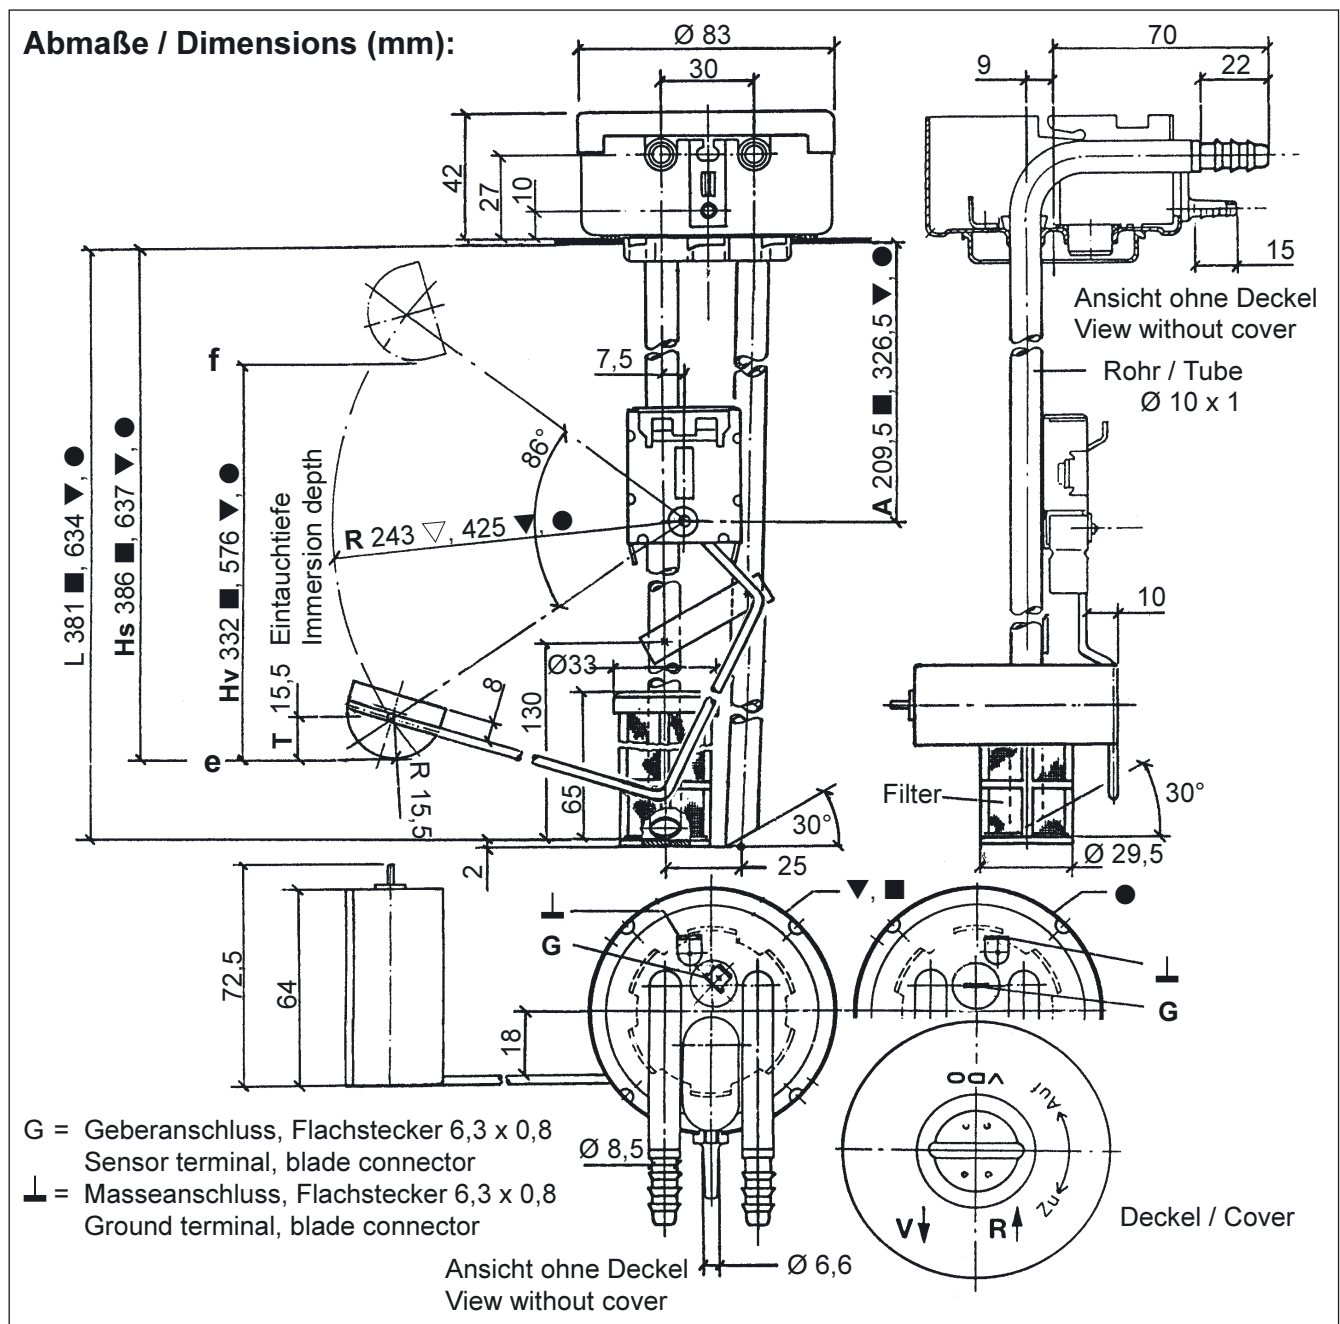 Abmaße / Dimensions (mm):
Ø 83
30
70
9
22
42
27
10
15
Ansicht ohne Deckel
View without cover
Rohr / Tube
Ø 10 x 1
f
7,5
86°
A 209,5 ■, 326,5 ▼, ●
L 381 ■, 634 ▼, ●
Hs 386 ■, 637 ▼, ●
Hv 332 ■, 576 ▼, ●
Eintauchtiefe
Immersion depth
R 243 ▽, 425 ▼, ●
T 15,5
10
Ø33
8
130
e
R 15,5
65
Filter
30°
30°
2
25
Ø 29,5
▼, ■
●
G
G
72,5
64
18
VDO
Auf
Zu
V
R
G = Geberanschluss, Flachstecker 6,3 x 0,8
Sensor terminal, blade connector
⊥ = Masseanschluss, Flachstecker 6,3 x 0,8
Ground terminal, blade connector
Ø 8,5
Deckel / Cover
Ansicht ohne Deckel
View without cover
Ø 6,6